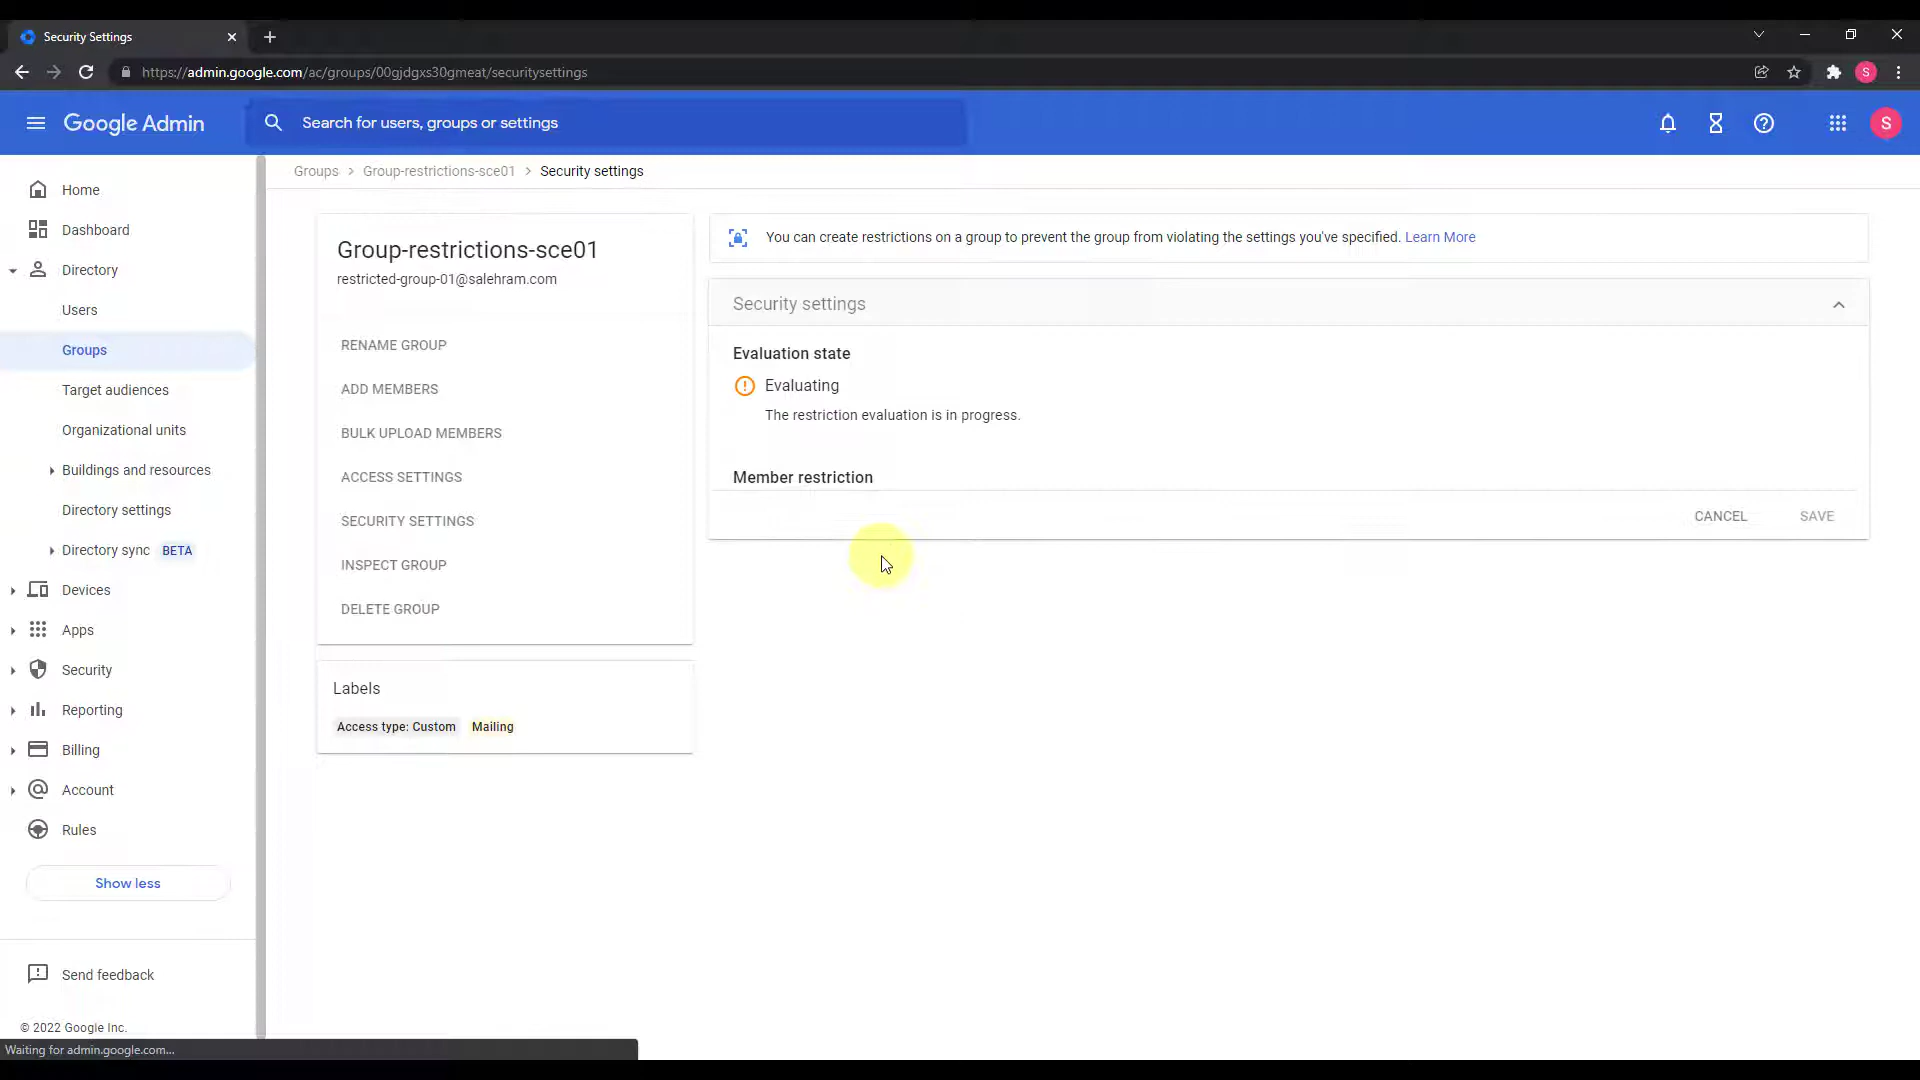 Security Settings
https://admin.google.com/ac/groups/00gjdgxs30gmeat/securitysettings
S
Google Admin
Search for users, groups or settings
S
Home
Dashboard
Directory
Users
Groups
Target audiences
Organizational units
Buildings and resources
Directory settings
Directory sync BETA
Devices
Apps
Security
Reporting
Billing
Account
Rules
Show less
Send feedback
© 2022 Google Inc.
Waiting for admin.google.com...
Groups > Group-restrictions-sce01 > Security settings
Group-restrictions-sce01
restricted-group-01@salehram.com
RENAME GROUP
ADD MEMBERS
BULK UPLOAD MEMBERS
ACCESS SETTINGS
SECURITY SETTINGS
INSPECT GROUP
DELETE GROUP
Labels
Access type: Custom Mailing
You can create restrictions on a group to prevent the group from violating the settings you've specified. Learn More
Security settings
Evaluation state
Evaluating
The restriction evaluation is in progress.
Member restriction
CANCEL SAVE